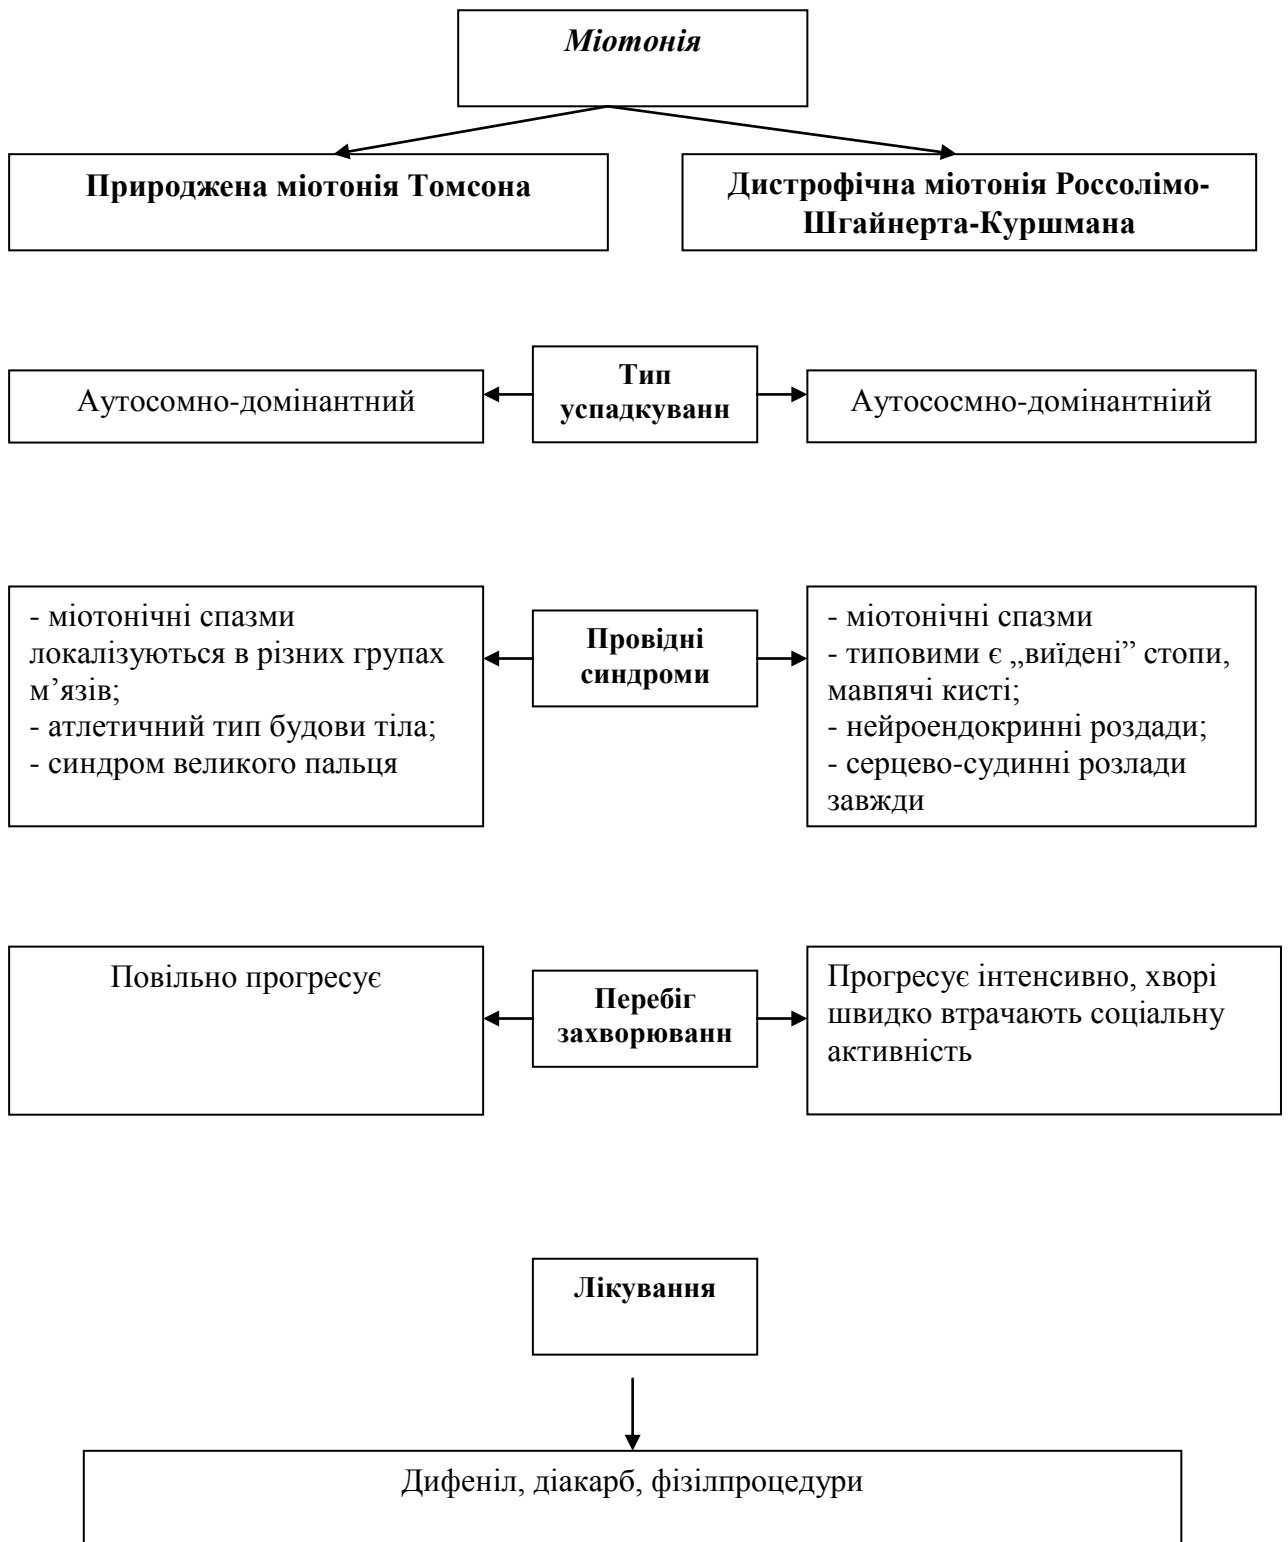 Міотонія
Природжена міотонія Томсона
Дистрофічна міотонія Россолімо-
Шгайнерта-Куршмана
Аутосомно-домінантний
Тип
успадкуванн
Аутососмно-домінантніий
- міотонічні спазми
локалізуються в різних групах
м’язів;
- атлетичний тип будови тіла;
- синдром великого пальця
Провідні
синдроми
- міотонічні спазми
- типовими є „виїдені” стопи,
мавпячі кисті;
- нейроендокринні роздади;
- серцево-судинні розлади
завжди
Повільно прогресує
Перебіг
захворюванн
Прогресує інтенсивно, хворі
швидко втрачають соціальну
активність
Лікування
Дифеніл, діакарб, фізілпроцедури